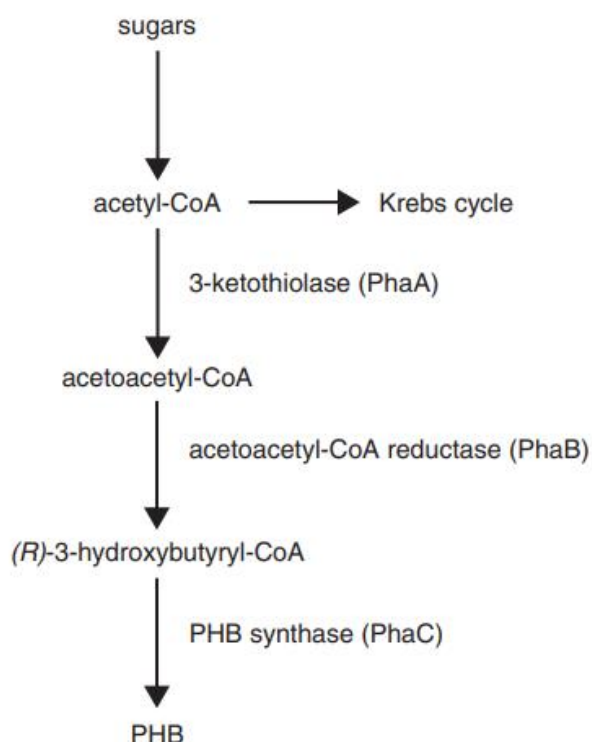 sugars
acetyl-CoA
Krebs cycle
3-ketothiolase (PhaA)
acetoacetyl-CoA
acetoacetyl-CoA reductase (PhaB)
(R)-3-hydroxybutyryl-CoA
PHB synthase (PhaC)
PHB